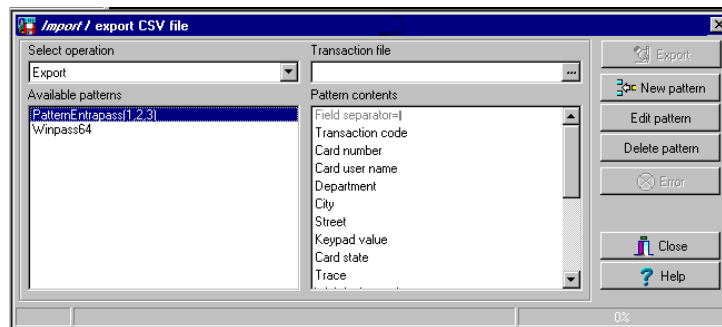 Import / export CSV file
Select operation
Transaction file
Export
Export
...
Available patterns
Pattern contents
New pattern
PatternEntrapass(1,2,3)
Winpass64
Field separator=|
Transaction code
Card number
Card user name
Department
City
Street
Keypad value
Card state
Trace
Edit pattern
Delete pattern
Error
Close
Help
0%